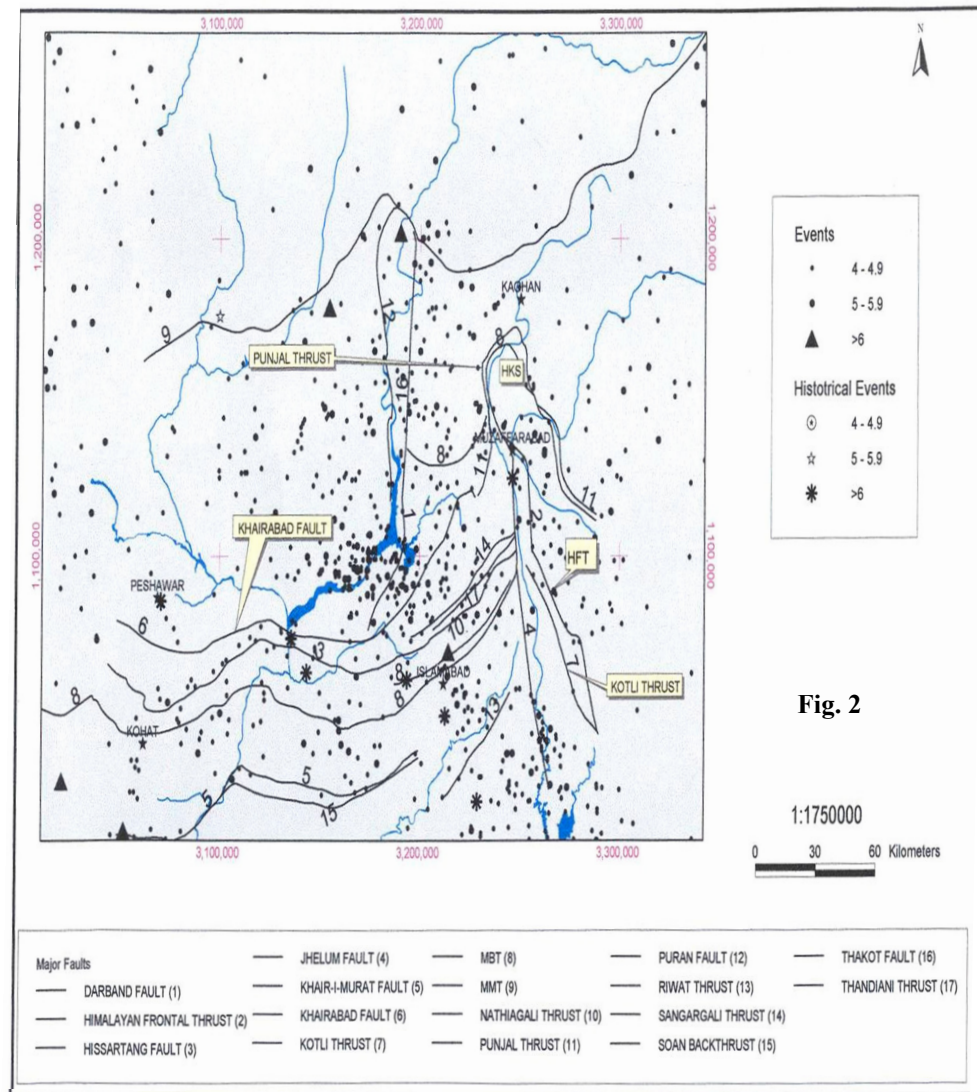 3,100,000 3,200,000 3,300,000
N
1,200,000
1,200,000
KAGHAN
9
12
8
PUNJAL THRUST
HKS
16
MUZAFFARABAD
8
11
11
KHAIRABAD FAULT
1
2
1,100,000
1,100,000
14
HFT
PESHAWAR
17
6
10
3
4
7
8
ISLAMABAD
KOTLI THRUST
8
8
KOHAT
3
5
5
15
3,100,000 3,200,000 3,300,000
Events
4 - 4.9
5 - 5.9
>6
Histotrical Events
4 - 4.9
5 - 5.9
>6
Fig. 2
1:1750000
0 30 60 Kilometers
Major Faults
DARBAND FAULT (1)
HIMALAYAN FRONTAL THRUST (2)
HISSARTANG FAULT (3)
JHELUM FAULT (4)
KHAIR-I-MURAT FAULT (5)
KHAIRABAD FAULT (6)
KOTLI THRUST (7)
MBT (8)
MMT (9)
NATHIAGALI THRUST (10)
PUNJAL THRUST (11)
PURAN FAULT (12)
RIWAT THRUST (13)
SANGARGALI THRUST (14)
SOAN BACKTHRUST (15)
THAKOT FAULT (16)
THANDIANI THRUST (17)